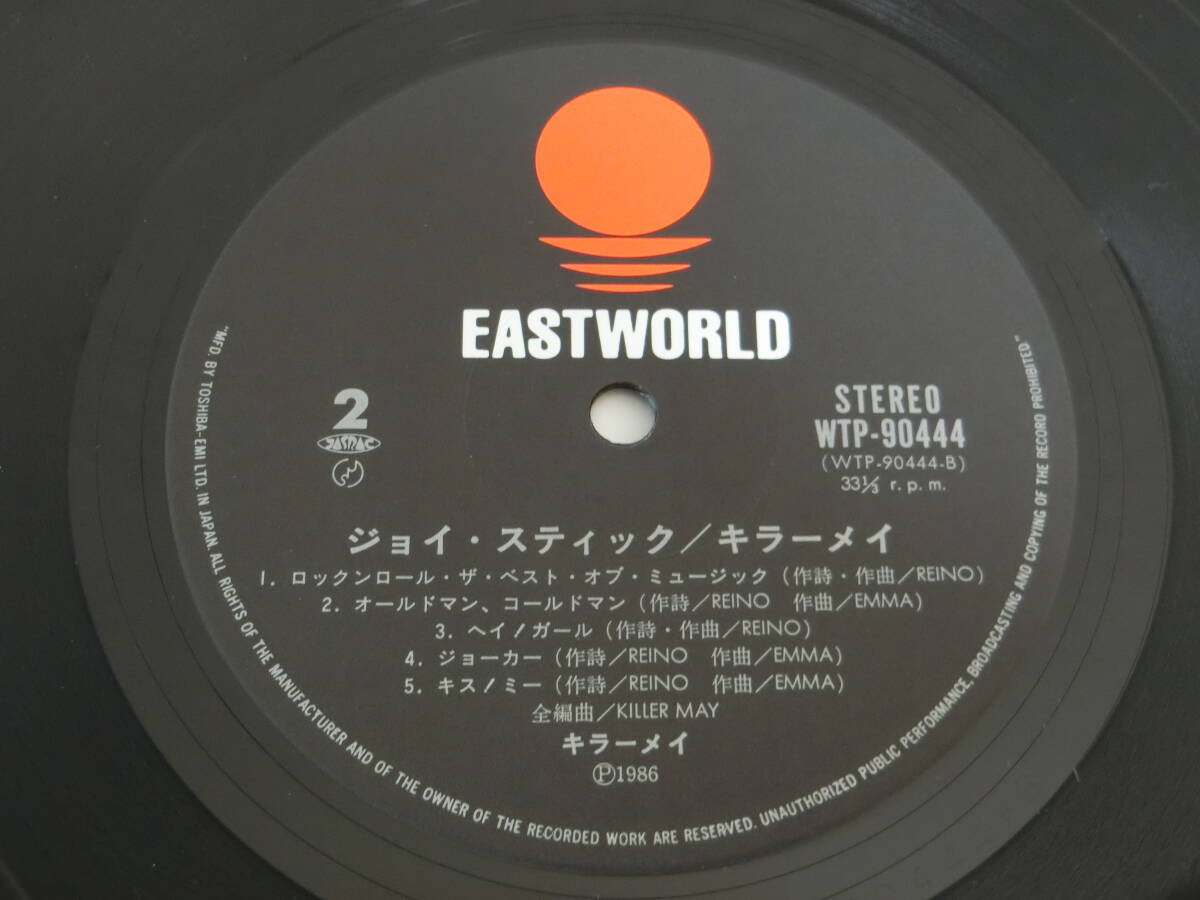 EASTWORLD
2
JASRAC
STEREO
WTP-90444
(WTP-90444-B)
33⅓ r.p.m.
ジョイ・スティック/キラーメイ
1. ロックンロール・ザ・ベスト・オブ・ミュージック (作詩・作曲/REINO)
2. オールドマン、コールドマン (作詩/REINO 作曲/EMMA)
3. ヘイ!ガール (作詩・作曲/REINO)
4. ジョーカー (作詩/REINO 作曲/EMMA)
5. キス!ミー (作詩/REINO 作曲/EMMA)
全編曲/KILLER MAY
キラーメイ
Ⓟ1986
"MFD. BY TOSHIBA-EMI LTD. IN JAPAN. ALL RIGHTS OF THE MANUFACTURER AND OF THE OWNER OF THE RECORDED WORK ARE RESERVED. UNAUTHORIZED PUBLIC PERFORMANCE, BROADCASTING AND COPYING OF THE RECORD PROHIBITED."